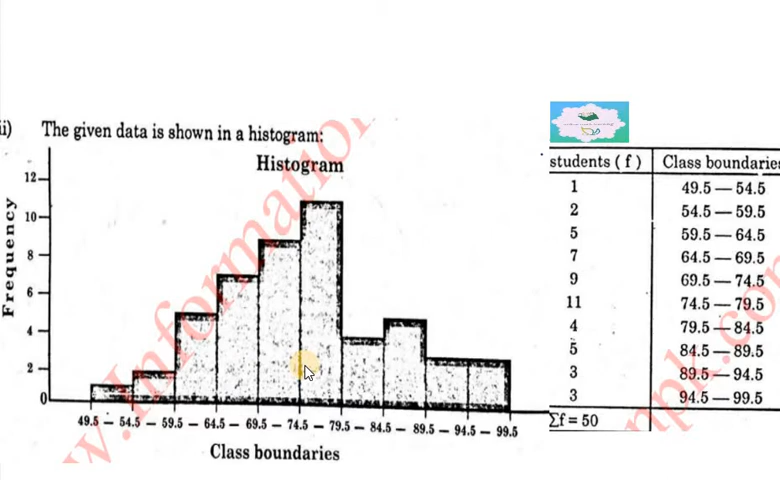 ii) The given data is shown in a histogram:
Histogram
Frequency
12
10
8
6
4
2
0
49.5 – 54.5 – 59.5 – 64.5 – 69.5 – 74.5 – 79.5 – 84.5 – 89.5 – 94.5 – 99.5
Class boundaries
students ( f ) Class boundaries
1 49.5 — 54.5
2 54.5 — 59.5
5 59.5 — 64.5
7 64.5 — 69.5
9 69.5 — 74.5
11 74.5 — 79.5
4 79.5 — 84.5
5 84.5 — 89.5
3 89.5 — 94.5
3 94.5 — 99.5
∑f = 50
w.Information
npk.com